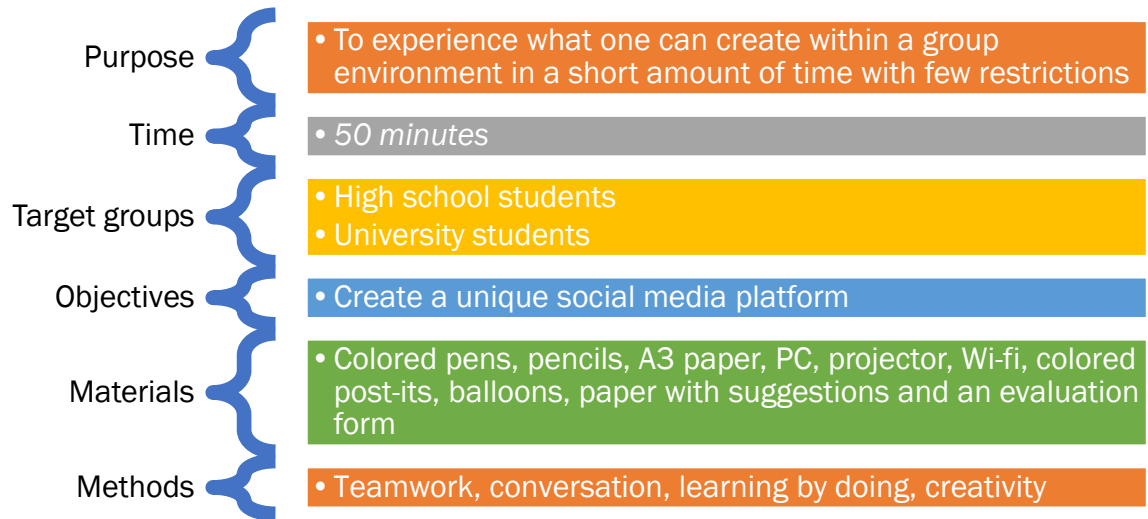 Purpose
• To experience what one can create within a group
environment in a short amount of time with few restrictions
Time
• 50 minutes
Target groups
• High school students
• University students
Objectives
• Create a unique social media platform
Materials
• Colored pens, pencils, A3 paper, PC, projector, Wi-fi, colored
post-its, balloons, paper with suggestions and an evaluation
form
Methods
• Teamwork, conversation, learning by doing, creativity